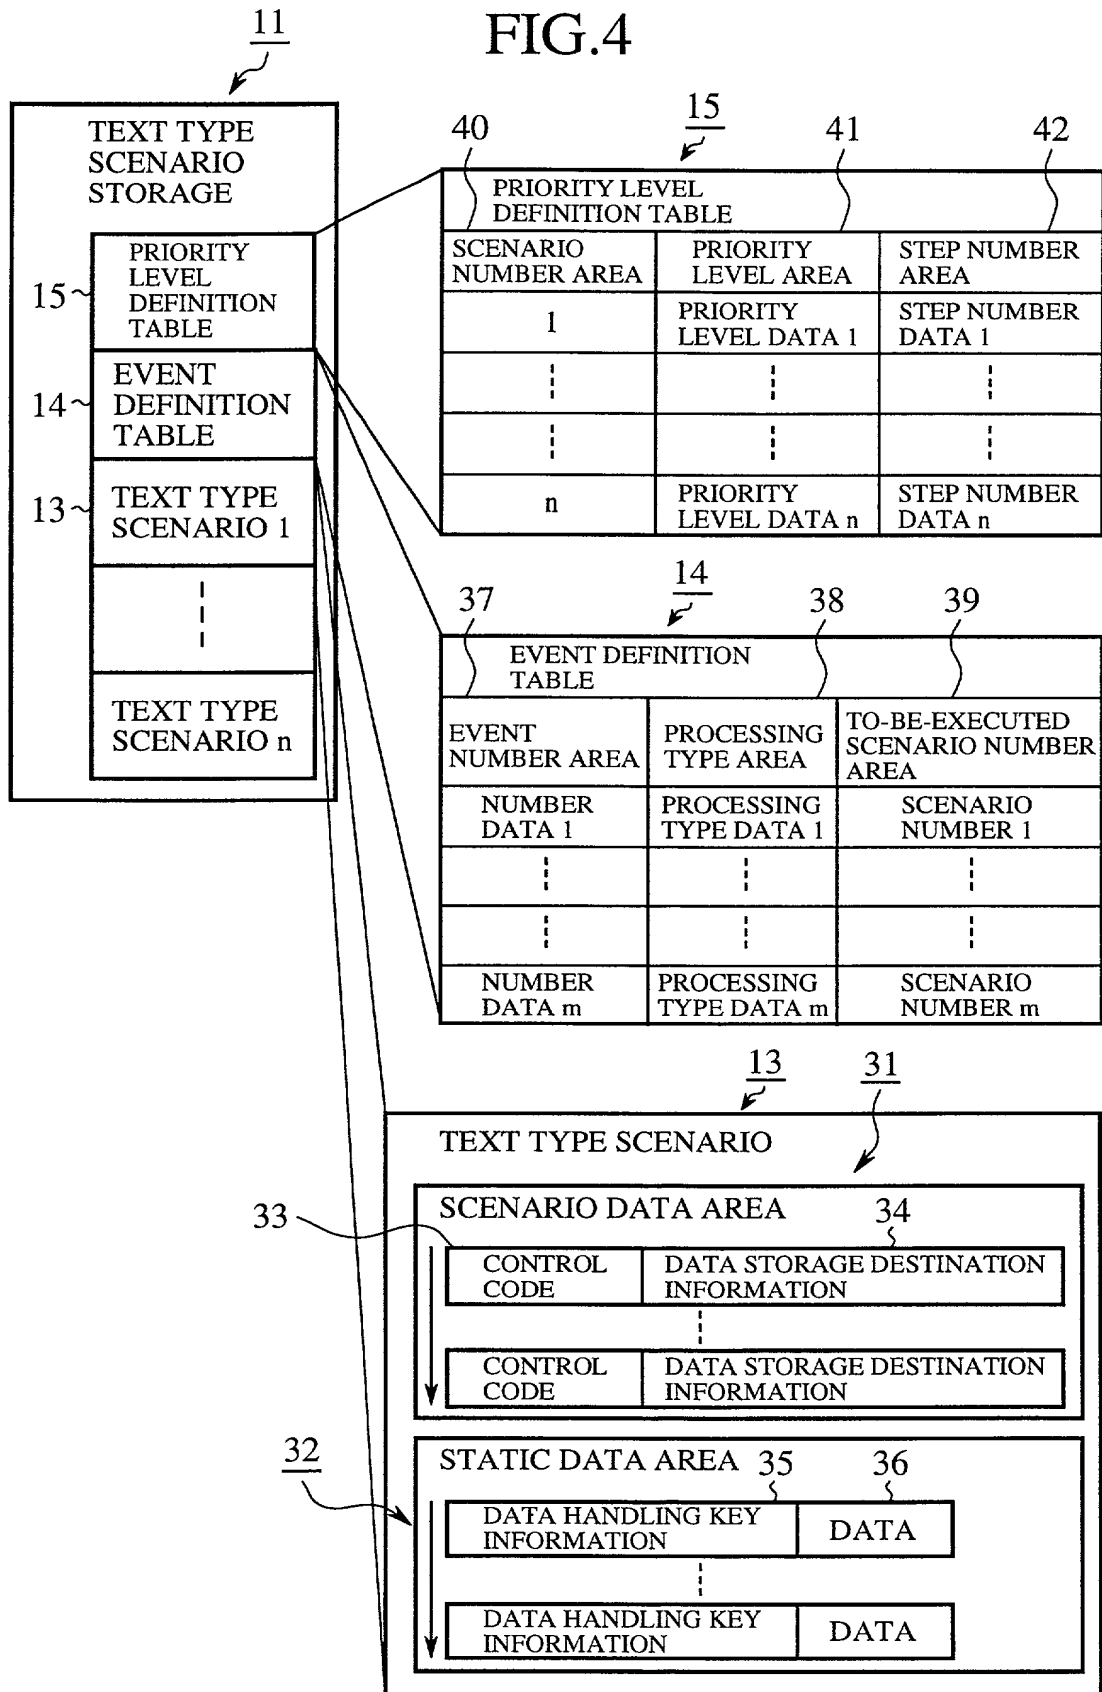 FIG.4
11
TEXT TYPE
SCENARIO
STORAGE
PRIORITY
LEVEL
DEFINITION
TABLE
15
EVENT
DEFINITION
TABLE
14
TEXT TYPE
SCENARIO 1
13
TEXT TYPE
SCENARIO n
40
15
41
42
PRIORITY LEVEL
DEFINITION TABLE
SCENARIO
NUMBER AREA
PRIORITY
LEVEL AREA
STEP NUMBER
AREA
1
PRIORITY
LEVEL DATA 1
STEP NUMBER
DATA 1
n
PRIORITY
LEVEL DATA n
STEP NUMBER
DATA n
37
14
38
39
EVENT DEFINITION
TABLE
EVENT
NUMBER AREA
PROCESSING
TYPE AREA
TO-BE-EXECUTED
SCENARIO NUMBER
AREA
NUMBER
DATA 1
PROCESSING
TYPE DATA 1
SCENARIO
NUMBER 1
NUMBER
DATA m
PROCESSING
TYPE DATA m
SCENARIO
NUMBER m
13
31
TEXT TYPE SCENARIO
SCENARIO DATA AREA
33
34
CONTROL
CODE
DATA STORAGE DESTINATION
INFORMATION
CONTROL
CODE
DATA STORAGE DESTINATION
INFORMATION
32
STATIC DATA AREA
35
36
DATA HANDLING KEY
INFORMATION
DATA
DATA HANDLING KEY
INFORMATION
DATA